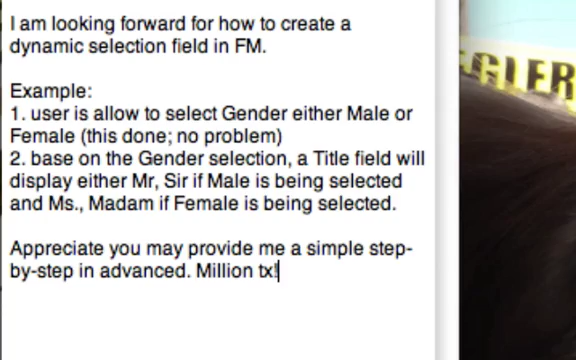 I am looking forward for how to create a
dynamic selection field in FM.
Example:
1. user is allow to select Gender either Male or
Female (this done; no problem)
2. base on the Gender selection, a Title field will
display either Mr, Sir if Male is being selected
and Ms., Madam if Female is being selected.
Appreciate you may provide me a simple step-
by-step in advanced. Million tx!